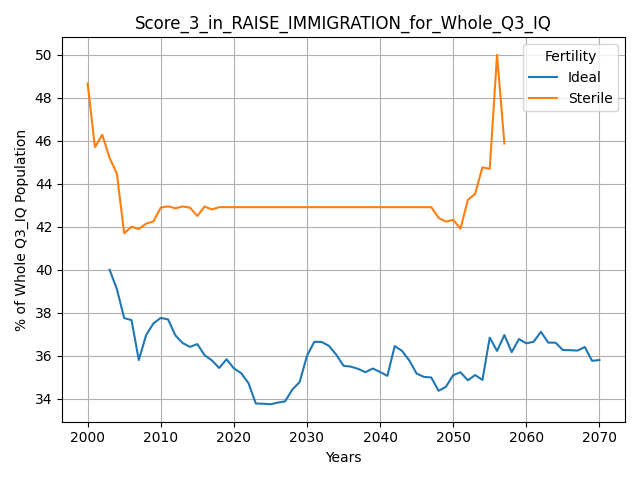 Score_3_in_RAISE_IMMIGRATION_for_Whole_Q3_IQ
Fertility
Ideal
Sterile
% of Whole Q3_IQ Population
50
48
46
44
42
40
38
36
34
2000
2010
2020
2030
2040
2050
2060
2070
Years